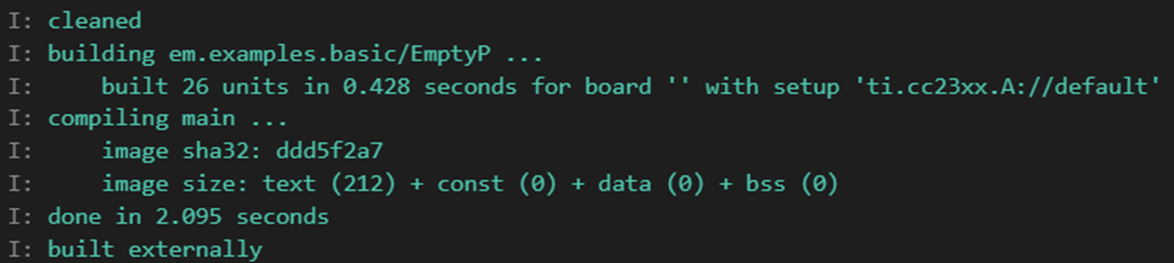 I: cleaned
I: building em.examples.basic/EmptyP ...
I:     built 26 units in 0.428 seconds for board '' with setup 'ti.cc23xx.A://default'
I: compiling main ...
I:     image sha32: ddd5f2a7
I:     image size: text (212) + const (0) + data (0) + bss (0)
I: done in 2.095 seconds
I: built externally